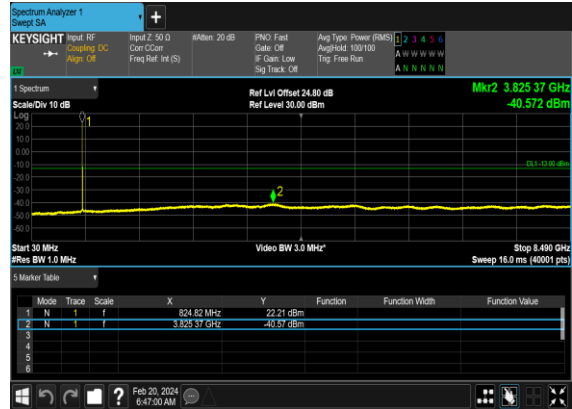 Spectrum Analyzer 1
Swept SA
+
KEYSIGHT Input: RF Input Z: 50 Ω #Atten: 20 dB PNO: Fast Avg Type: Power (RMS) 1 2 3 4 5 6
Coupling: DC Corr CCorr Gate: Off Avg|Hold: 100/100 A W W W W W
Align: Off Freq Ref: Int (S) IF Gain: Low Trig: Free Run
Sig Track: Off A N N N N N
1 Spectrum Ref Lvl Offset 24.80 dB Mkr2 3.825 37 GHz
Scale/Div 10 dB Ref Level 30.00 dBm -40.572 dBm
Log
20.0
10.0
0.00
-10.0 DL1 -13.00 dBm
-20.0
-30.0
-40.0
-50.0
-60.0
1
2
Start 30 MHz Video BW 3.0 MHz* Stop 8.490 GHz
#Res BW 1.0 MHz Sweep 16.0 ms (40001 pts)
5 Marker Table
Mode Trace Scale X Y Function Function Width Function Value
1 N 1 f 824.82 MHz 22.21 dBm
2 N 1 f 3.825 37 GHz -40.57 dBm
3
4
5
6
? Feb 20, 2024
6:47:00 AM